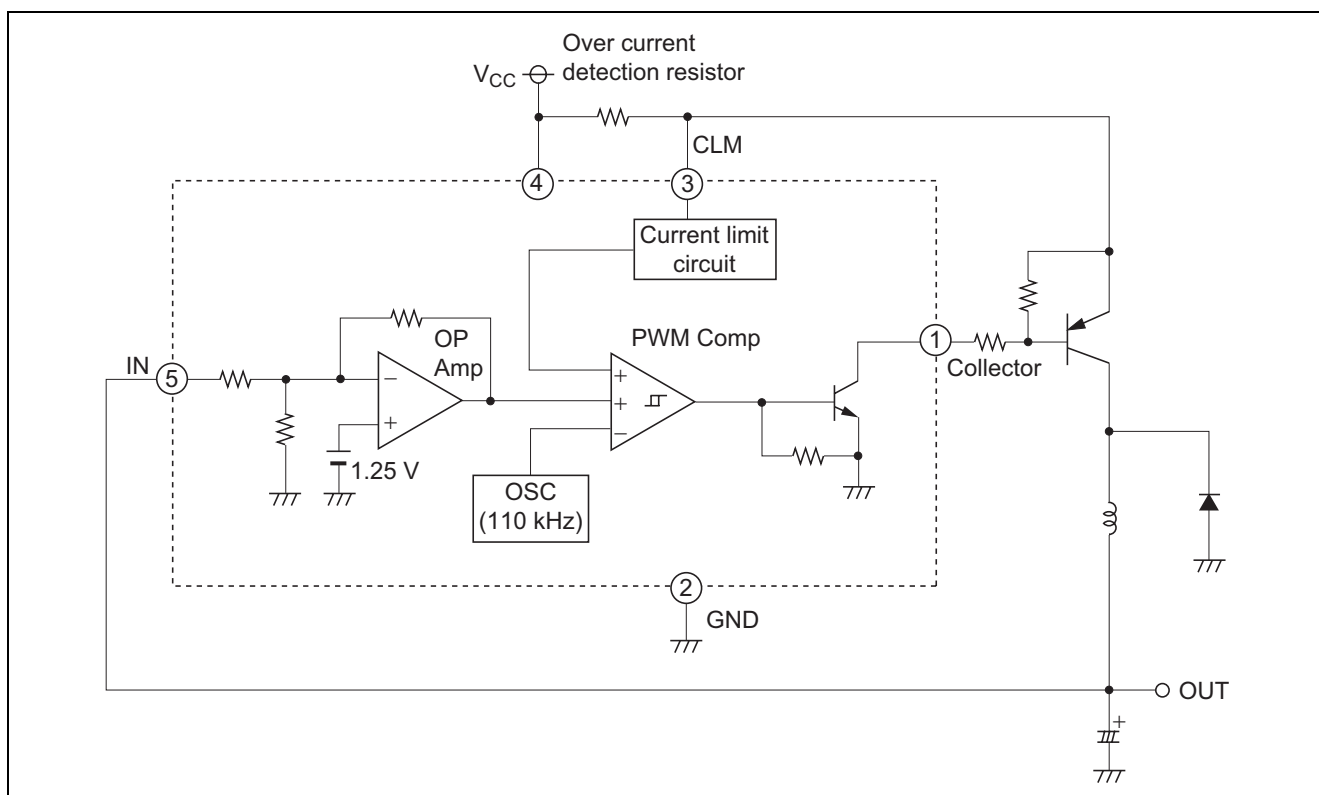 Over current
detection resistor
VCC
CLM
4
3
Current limit
circuit
OP
Amp
PWM Comp
1
Collector
IN
5
−
+
1.25 V
+
+
−
OSC
(110 kHz)
2
GND
OUT
+